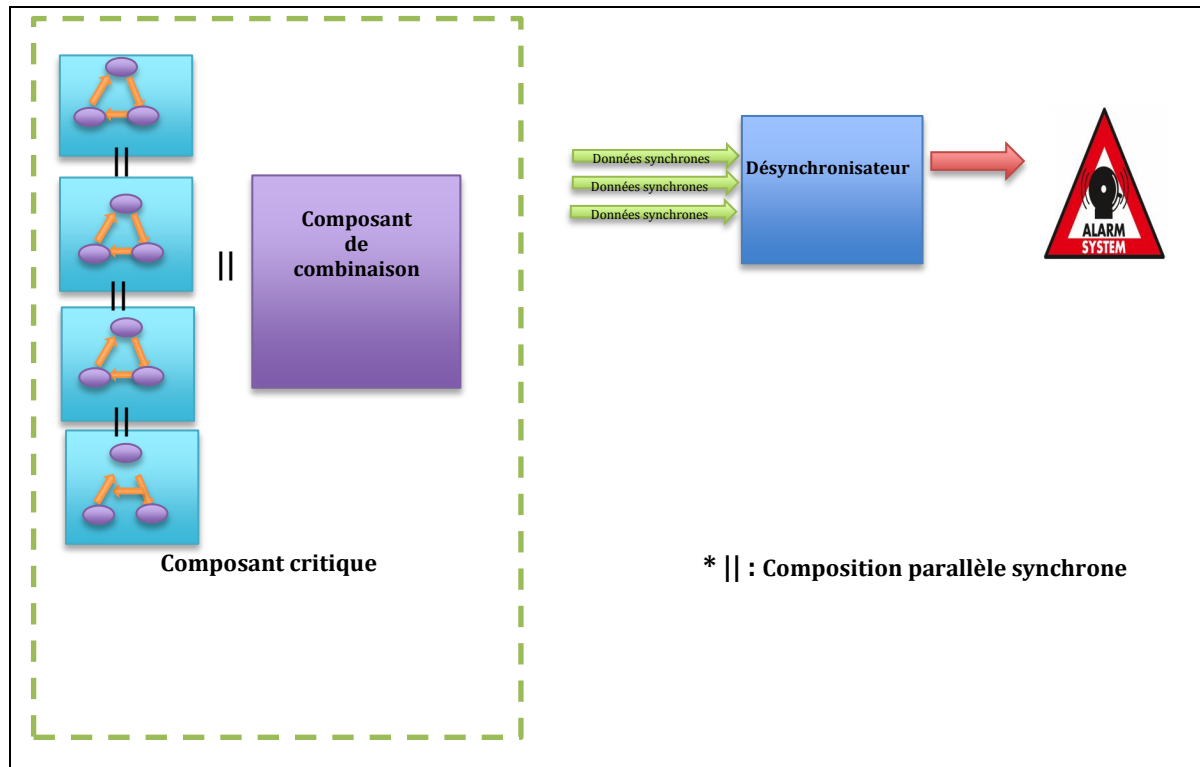 ||
||
||
||
Composant
de
combinaison
Composant critique
Données synchrones
Données synchrones
Données synchrones
Désynchronisateur
ALARM
SYSTEM
* || : Composition parallèle synchrone